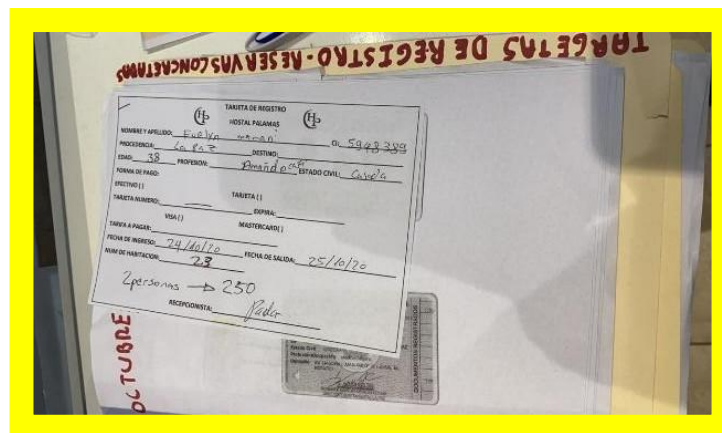 TARGETAS DE REGISTRO-RESERVAS CONCRETADAS
TARJETA DE REGISTRO
HOSTAL PALAMAS
NOMBRE Y APELLIDO: Evelyn CI. 5948389
PROCEDENCIA: La Paz DESTINO:
EDAD: 38 PROFESION: ESTADO CIVIL: Casada
FORMA DE PAGO:
EFECTIVO ( ) TARJETA ( )
TARJETA NUMERO: EXPIRA:
VISA ( ) MASTERCARD( )
TARIFA A PAGAR:
FECHA DE INGRESO: 24/10/20 FECHA DE SALIDA: 25/10/20
NUM DE HABITACION: 23
2 personas → 250
RECEPCIONISTA:
OCTUBRE